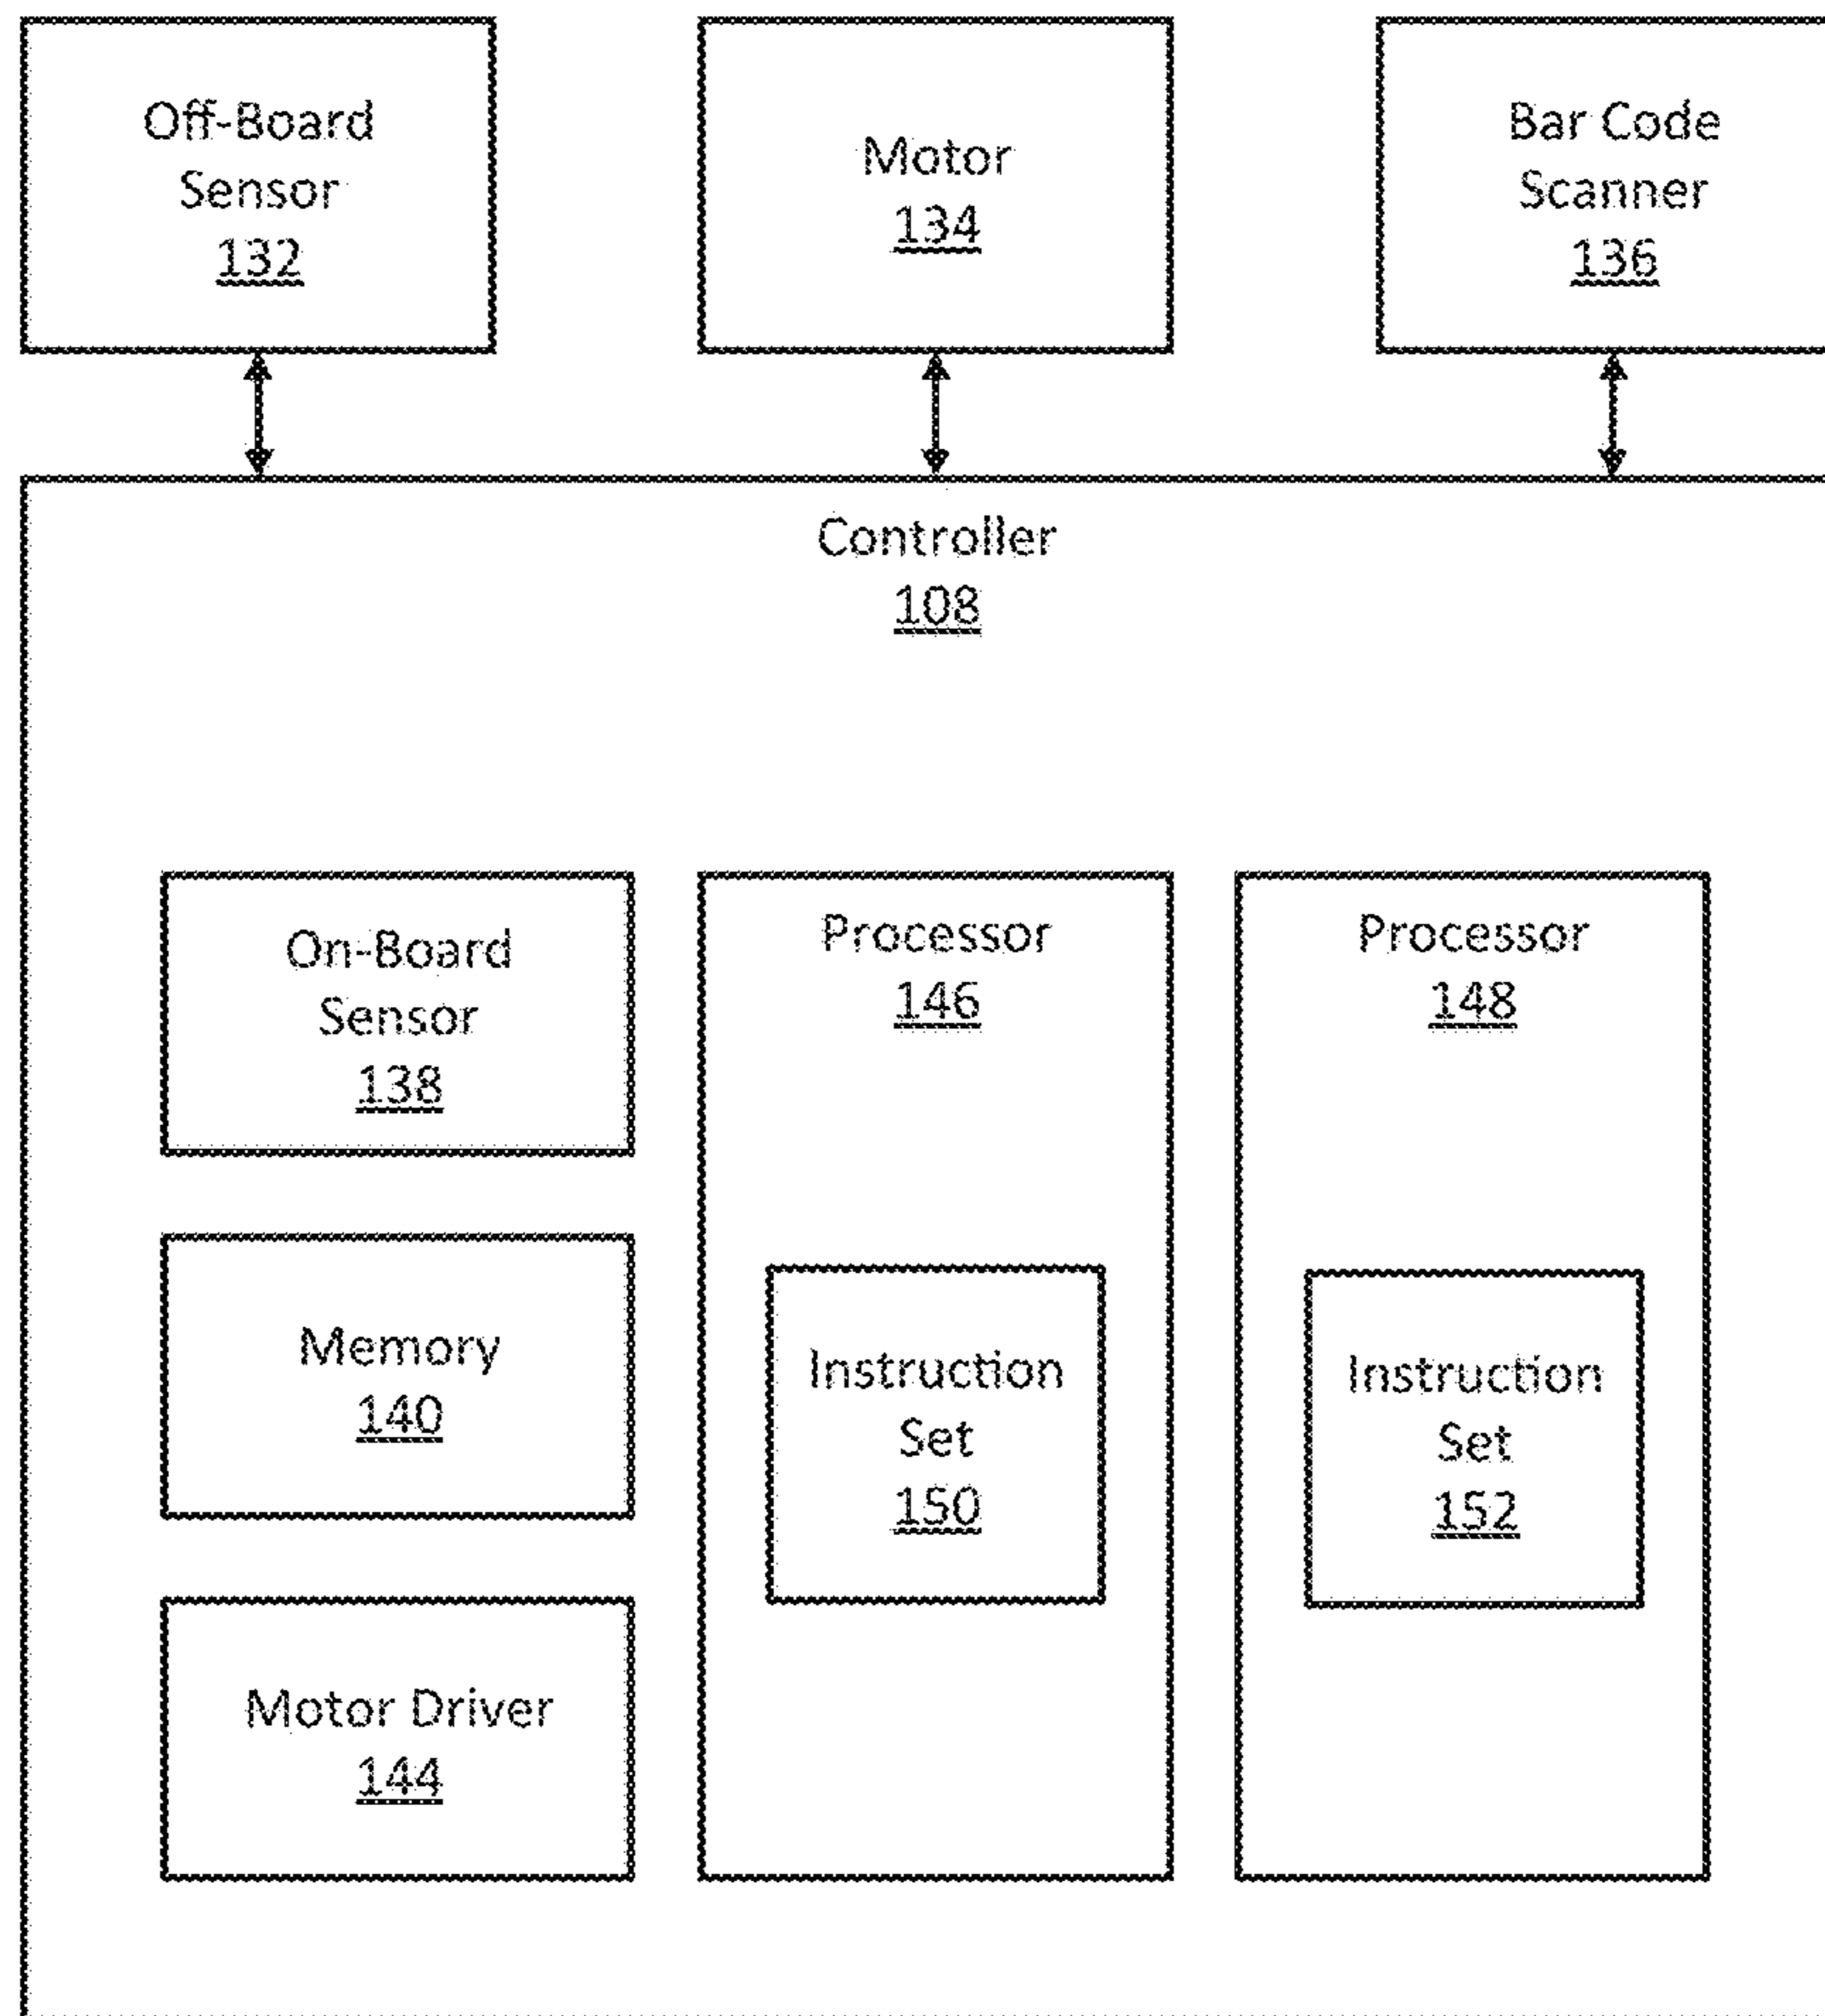 Off-Board
Sensor
132
Motor
134
Bar Code
Scanner
136
Controller
108
On-Board
Sensor
138
Memory
140
Motor Driver
144
Processor
146
Instruction
Set
150
Processor
148
Instruction
Set
152